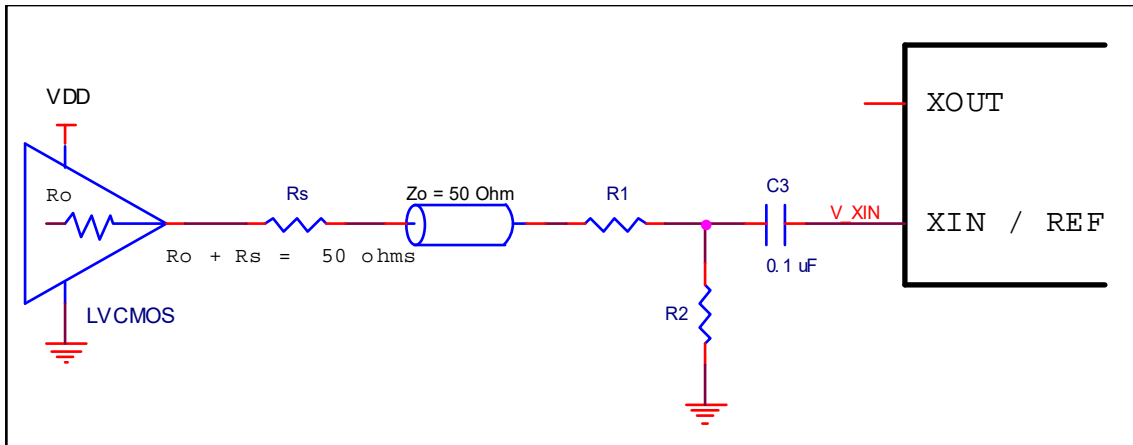 VDD
Ro
Rs
Zo = 50 Ohm
R1
C3
V_XIN
XOUT
XIN / REF
Ro + Rs = 50 ohms
0.1 uF
LVCMOS
R2